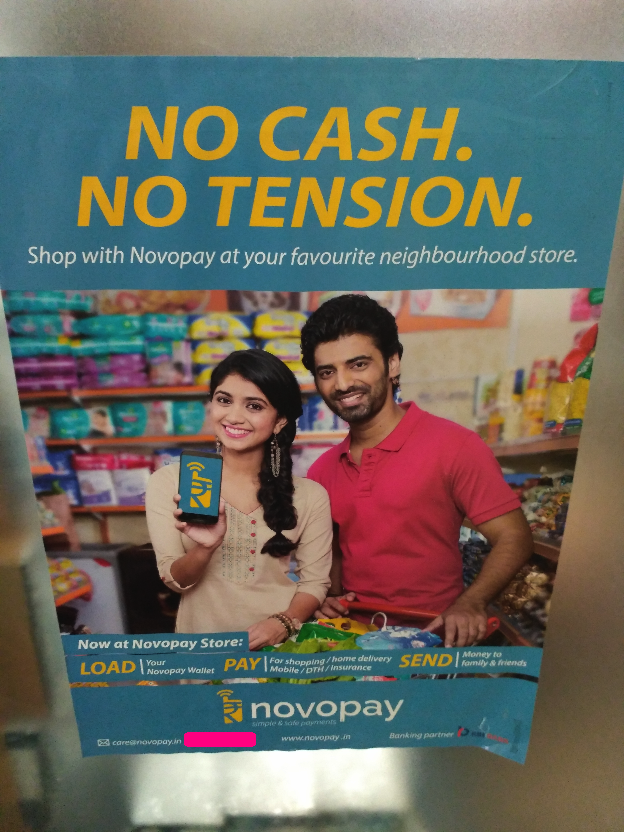 NO CASH.
NO TENSION.
Shop with Novopay at your favourite neighbourhood store.
Now at Novopay Store:
LOAD | Your Novopay Wallet PAY | For shopping / home delivery Mobile / DTH / Insurance SEND | Money to family & friends
novopay
simple & safe payments
care@novopay.in www.novopay.in Banking partner